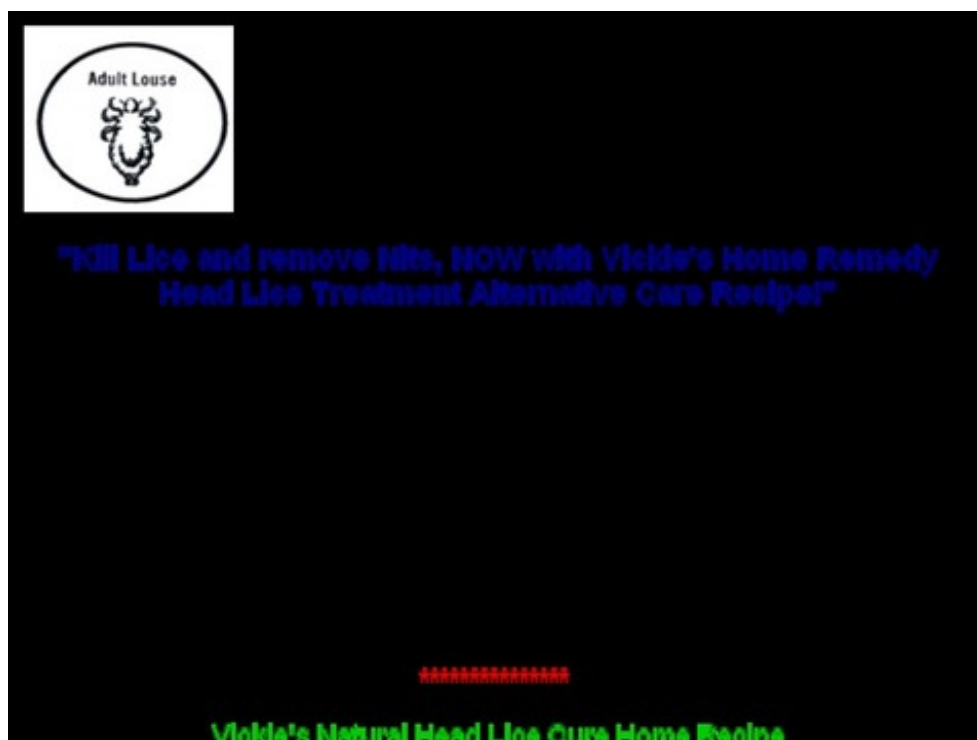 Adult Louse
"Kill Lice and remove Nits, NOW with Vickie's Home Remedy
Head Lice Treatment Alternative Care Recipe!"
***************
Vickie's Natural Head Lice Cure Home Recipe